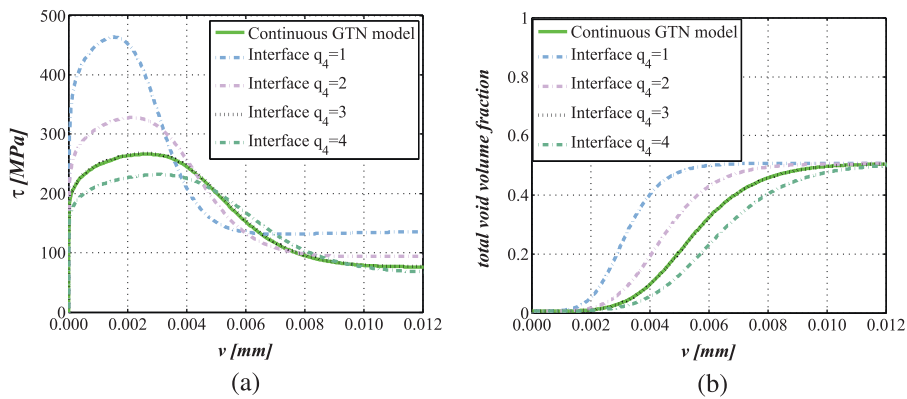 500
400
300
200
100
0
τ [MPa]
Continuous GTN model
Interface q4=1
Interface q4=2
Interface q4=3
Interface q4=4
0.000 0.002 0.004 0.006 0.008 0.010 0.012
v [mm]
(a)
1
0.8
0.6
0.4
0.2
0
total void volume fraction
Continuous GTN model
Interface q4=1
Interface q4=2
Interface q4=3
Interface q4=4
0.000 0.002 0.004 0.006 0.008 0.010 0.012
v [mm]
(b)